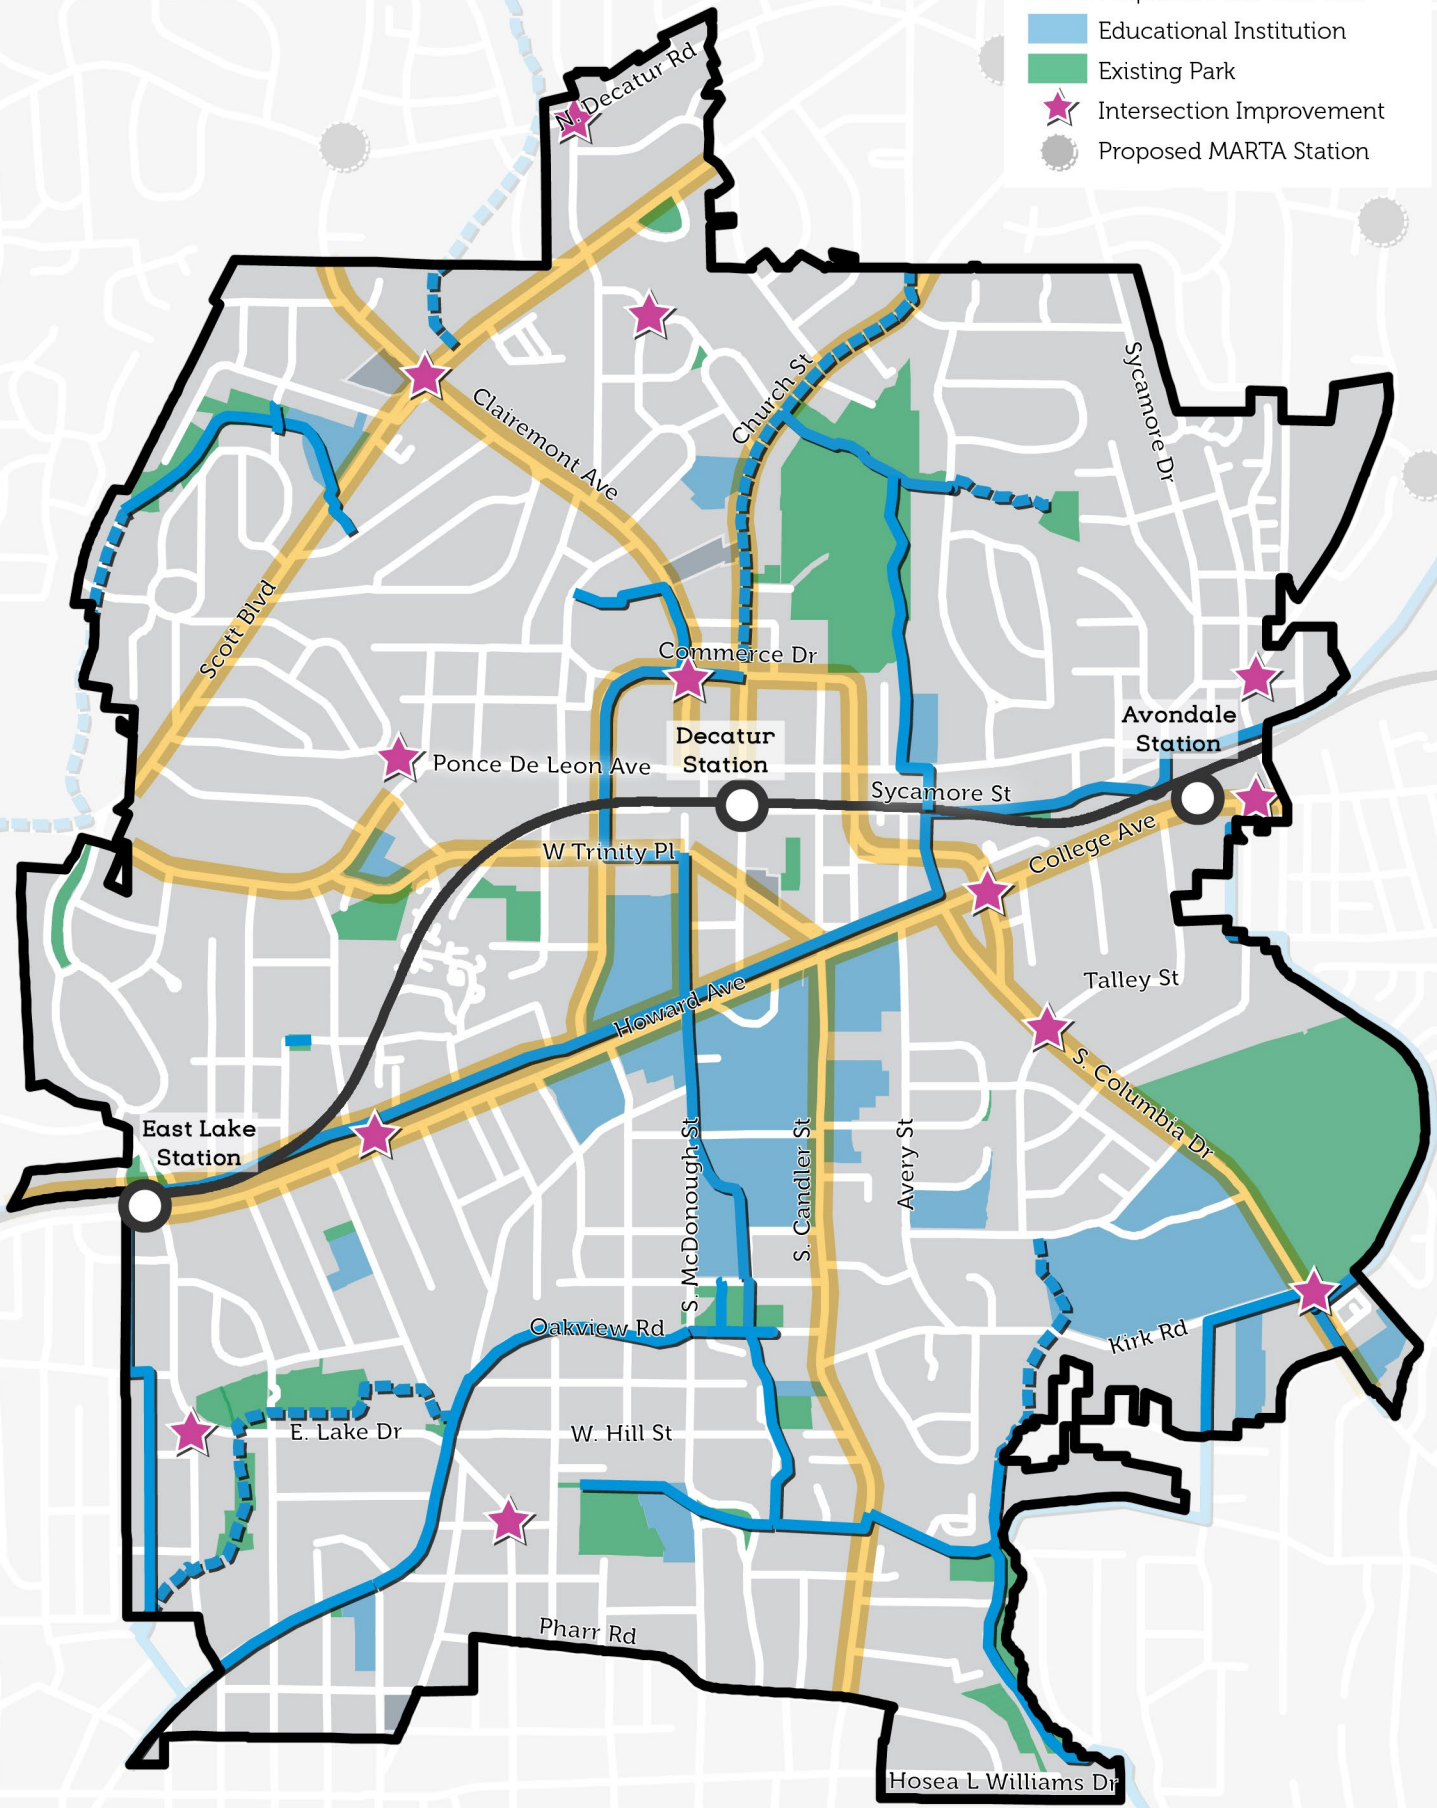 Educational Institution
Existing Park
Intersection Improvement
Proposed MARTA Station
N. Decatur Rd
Sycamore Dr
Church St
Clairemont Ave
Scott Blvd
Commerce Dr
Avondale
Station
Decatur
Station
Ponce De Leon Ave
Sycamore St
College Ave
W Trinity Pl
Talley St
Howard Ave
S. Columbia Dr
East Lake
Station
S. McDonough St
S. Candler St
Avery St
Oakview Rd
Kirk Rd
E. Lake Dr
W. Hill St
Pharr Rd
Hosea L Williams Dr